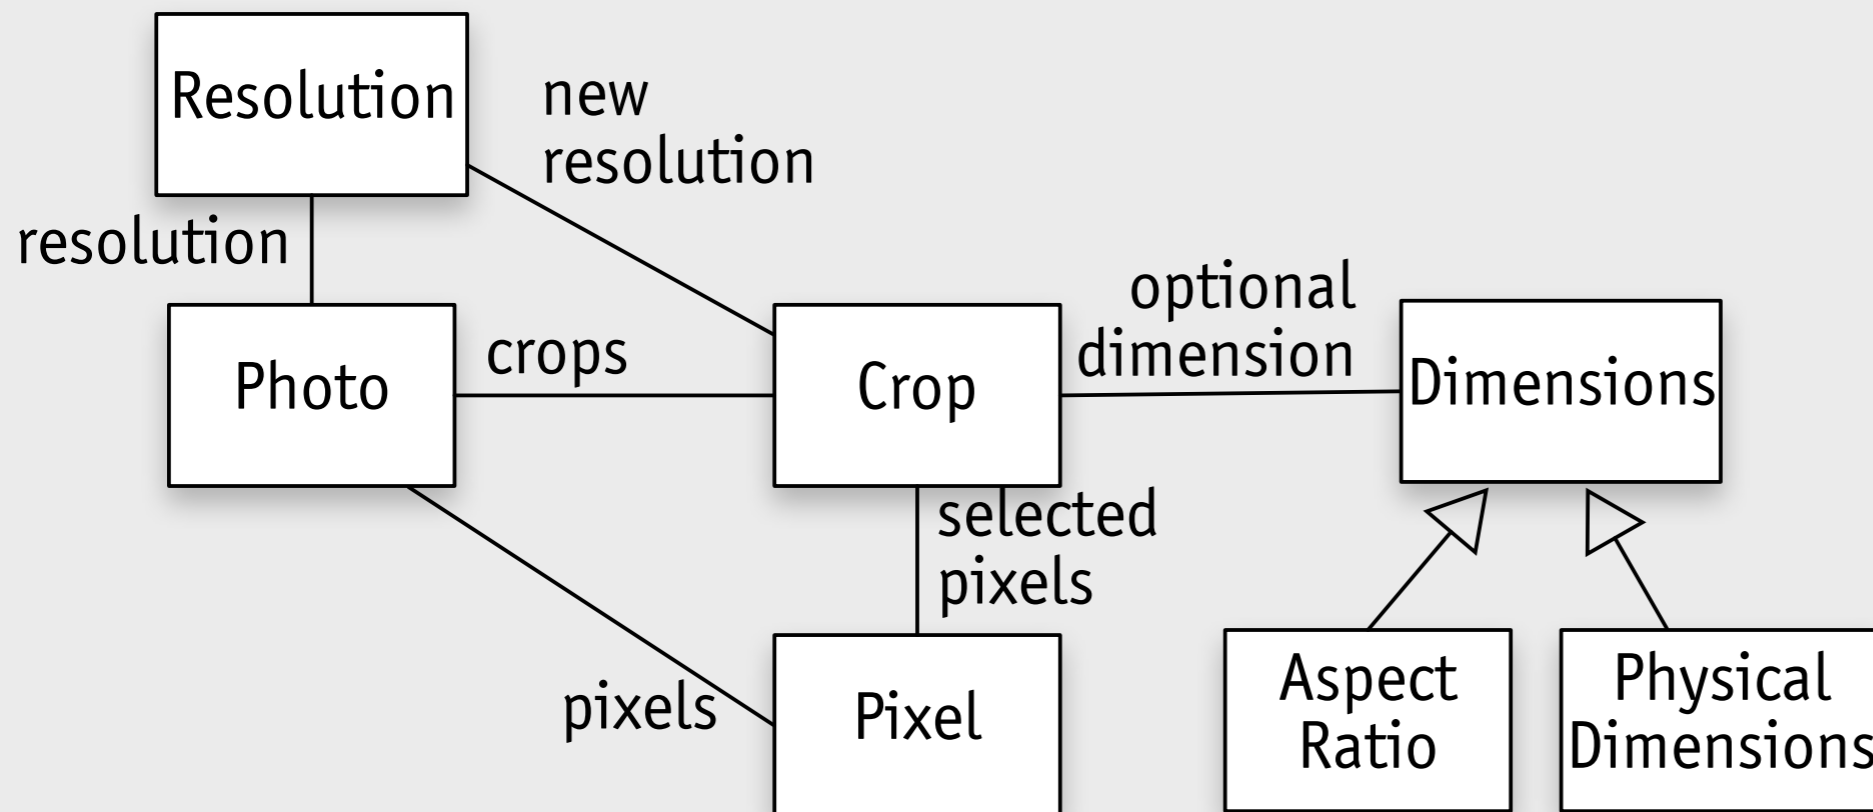 Resolution
new
resolution
resolution
optional
dimension
Photo
crops
Crop
Dimensions
selected
pixels
pixels
Pixel
Aspect
Ratio
Physical
Dimensions